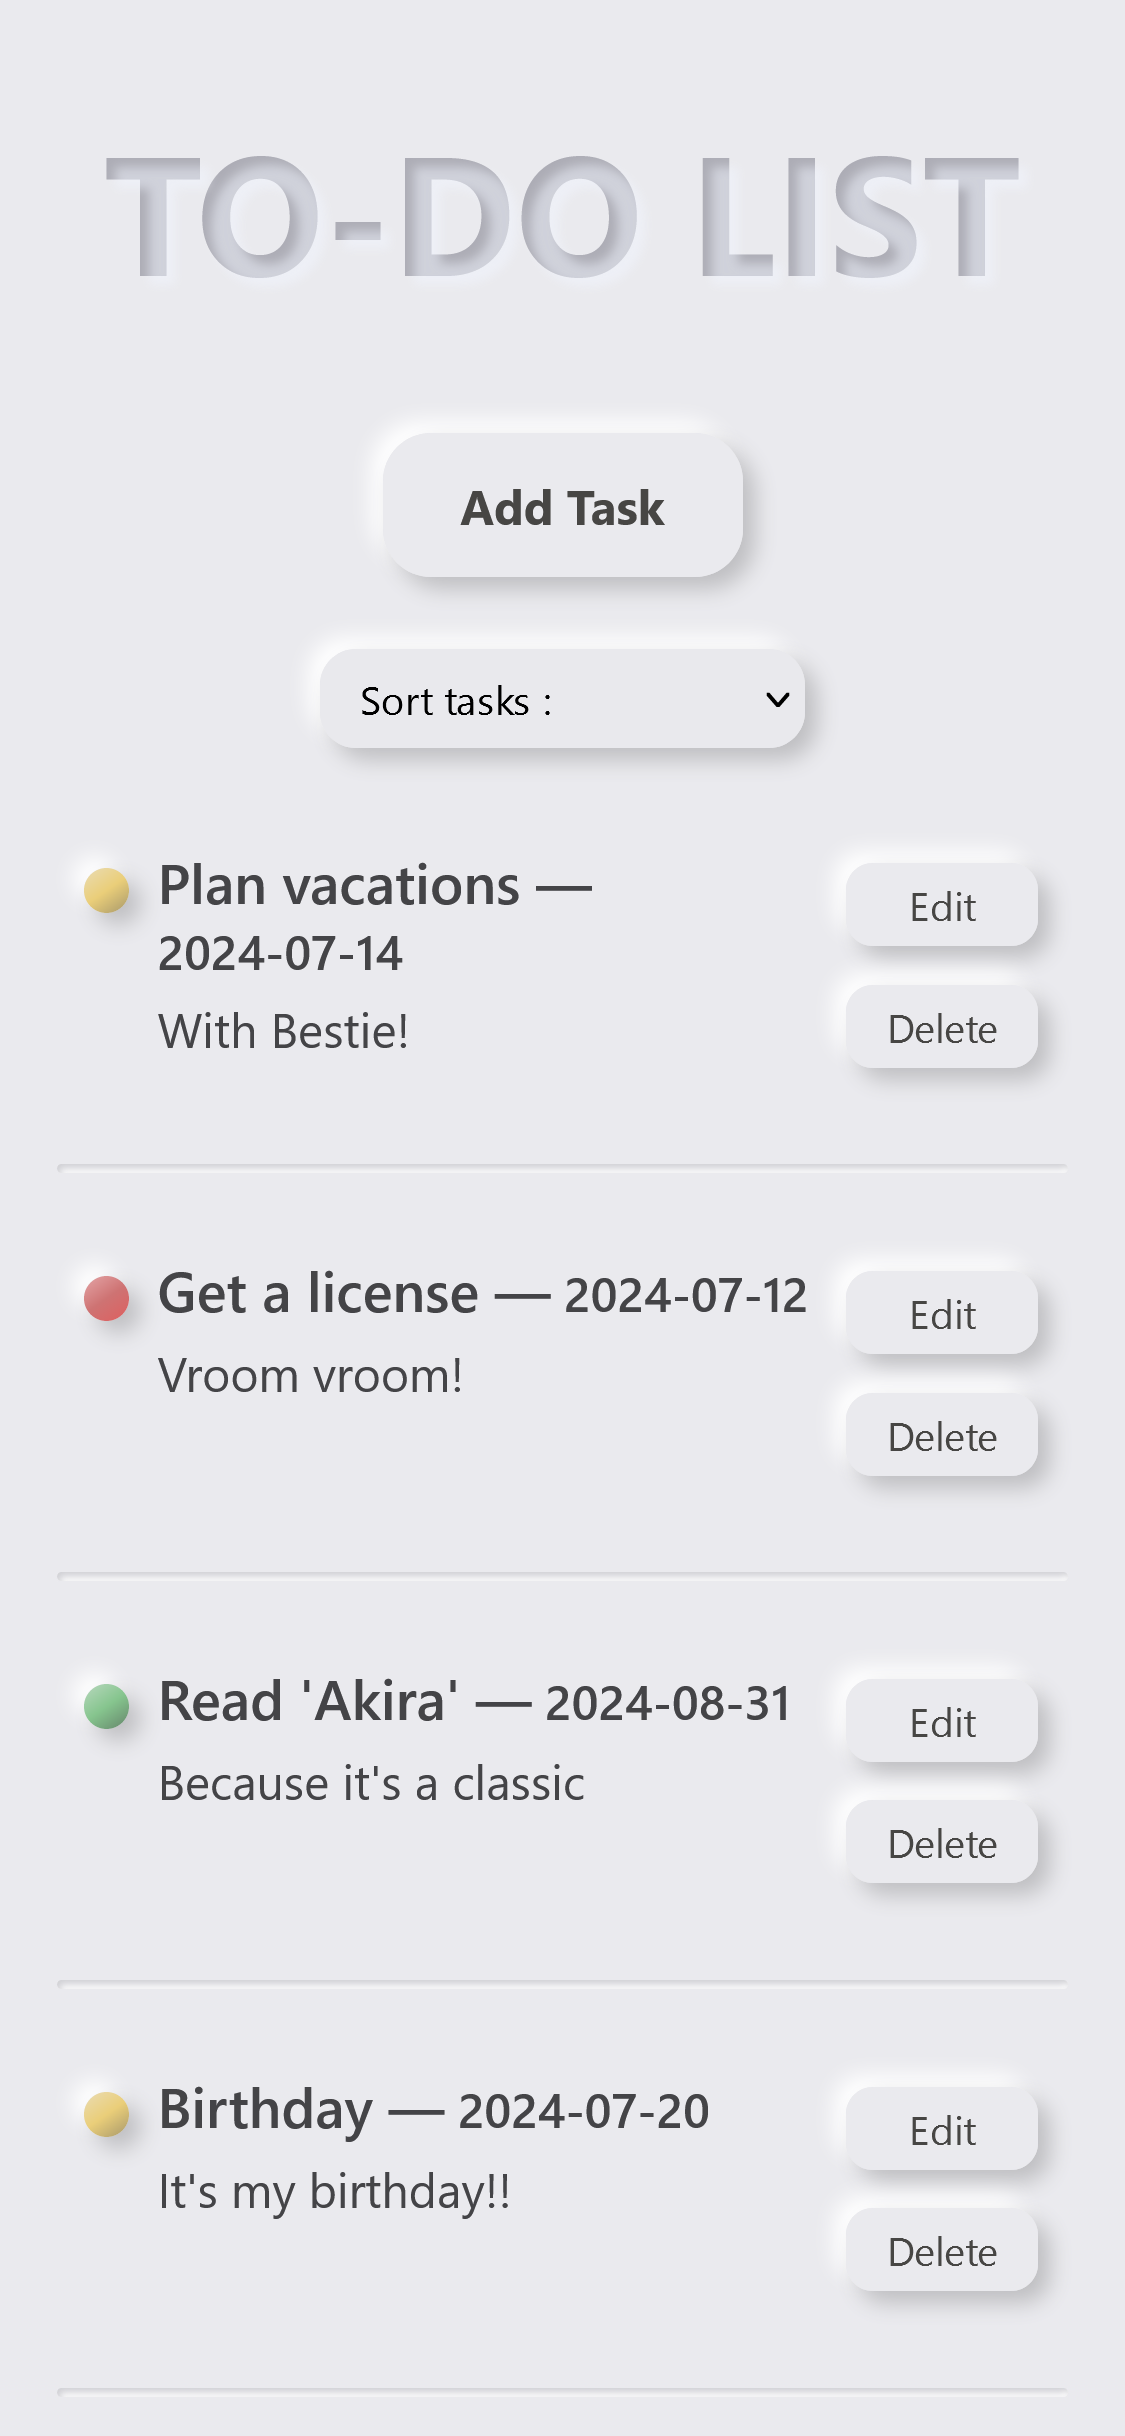 TO-DO LIST
Add Task
Sort tasks :
Plan vacations —
2024-07-14
With Bestie!
Edit
Delete
Get a license — 2024-07-12
Vroom vroom!
Edit
Delete
Read 'Akira' — 2024-08-31
Because it's a classic
Edit
Delete
Birthday — 2024-07-20
It's my birthday!!
Edit
Delete